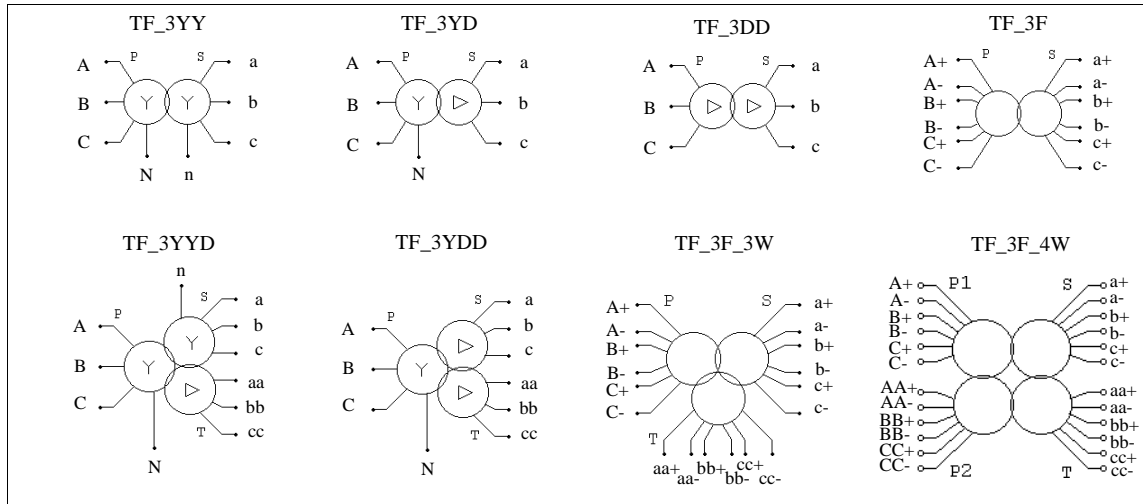 TF_3YY
P S
A a
B b
C c
N n
TF_3YD
P S
A a
B b
C c
N
TF_3DD
P S
A a
B b
C c
TF_3F
P S
A+ a+
A- a-
B+ b+
B- b-
C+ c+
C- c-
TF_3YYD
n
P S
A a
B b
C c
aa
bb
T cc
N
TF_3YDD
P S
A a
B b
C c
aa
bb
T cc
N
TF_3F_3W
P S
A+ a+
A- a-
B+ b+
B- b-
C+ c+
C- c-
T
aa+ aa- bb+ bb- cc+ cc-
TF_3F_4W
P1 S
A+ a+
A- a-
B+ b+
B- b-
C+ c+
C- c-
AA+ aa+
AA- aa-
BB+ bb+
BB- bb-
CC+ cc+
CC- cc-
P2 T